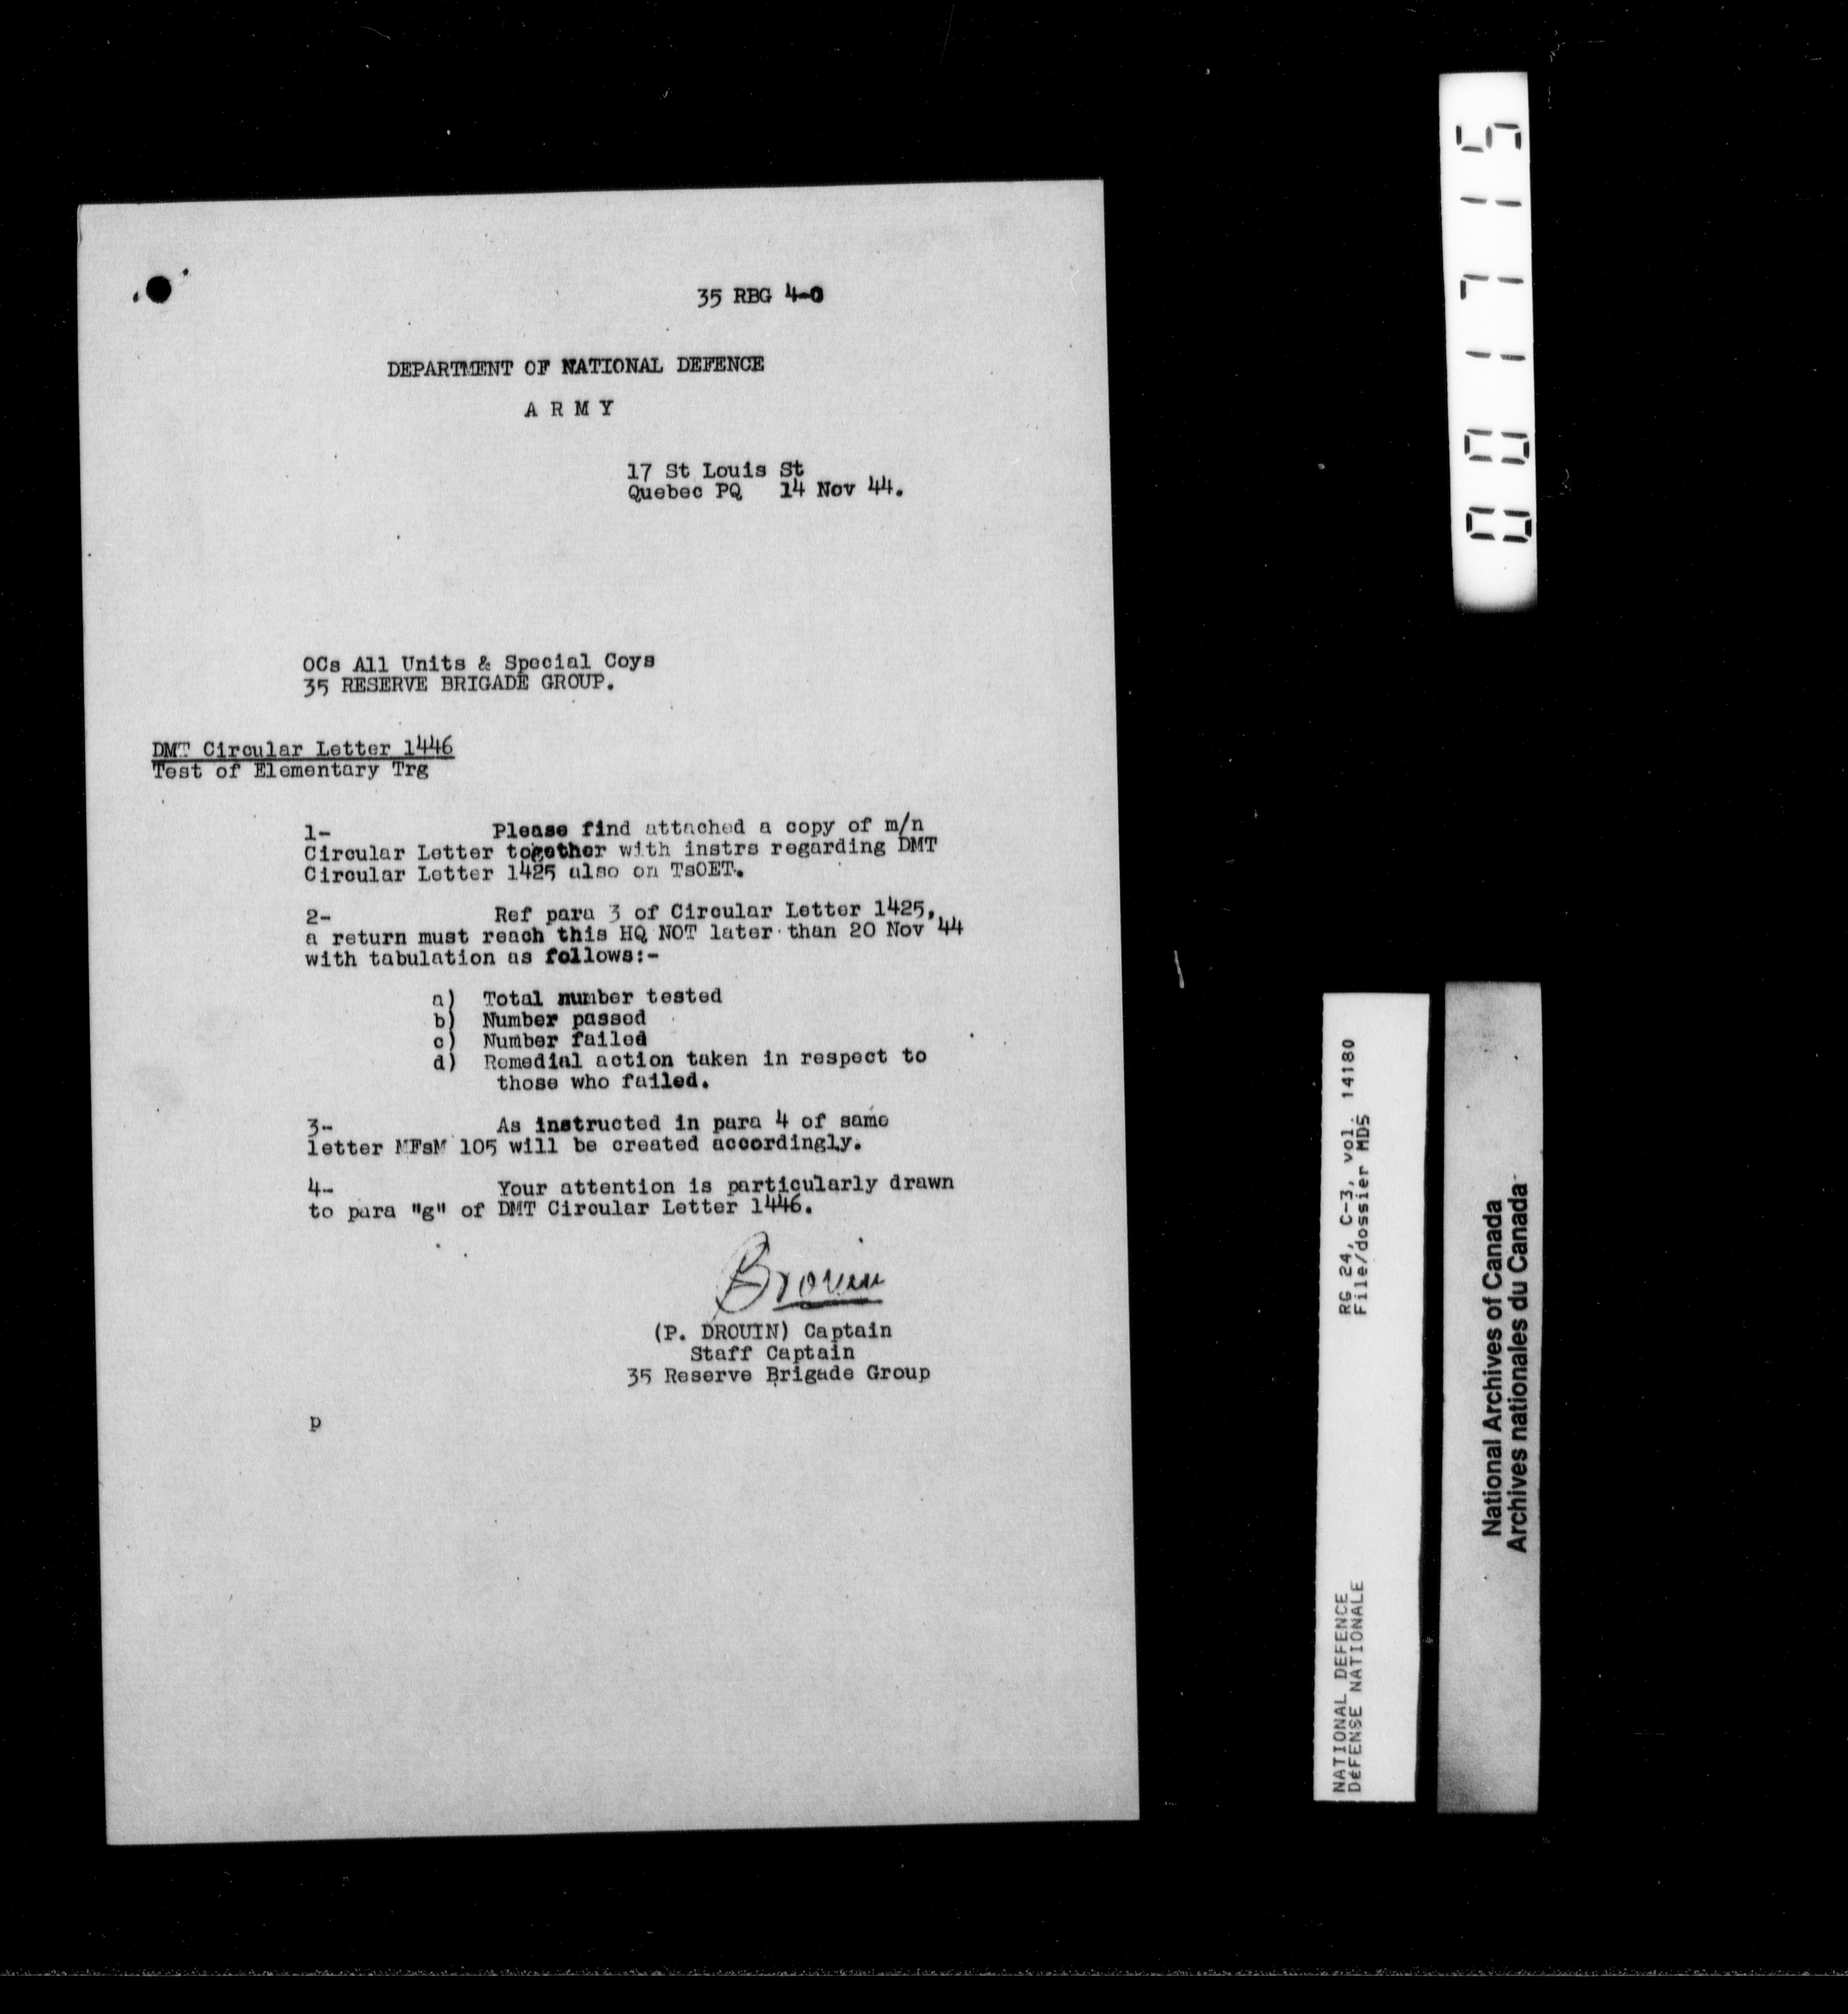 35 RBG 4-0
DEPARTMENT OF NATIONAL DEFENCE
A R M Y
17 St Louis St
Quebec PQ 14 Nov 44.
OCs All Units & Special Coys
35 RESERVE BRIGADE GROUP.
DMT Circular Letter 1446
Test of Elementary Trg
1- Please find attached a copy of m/n
Circular Letter together with instrs regarding DMT
Circular Letter 1425 also on TsOET.
2- Ref para 3 of Circular Letter 1425,
a return must reach this HQ NOT later than 20 Nov 44
with tabulation as follows:-
a) Total number tested
b) Number passed
c) Number failed
d) Remedial action taken in respect to
those who failed.
3- As instructed in para 4 of same
letter MFsM 105 will be created accordingly.
4- Your attention is particularly drawn
to para "g" of DMT Circular Letter 1446.
Drouin
(P. DROUIN) Captain
Staff Captain
35 Reserve Brigade Group
p
001715
RG 24, C-3, vol. 14180
File/dossier MD5
NATIONAL DEFENCE
DéFENSE NATIONALE
National Archives of Canada
Archives nationales du Canada